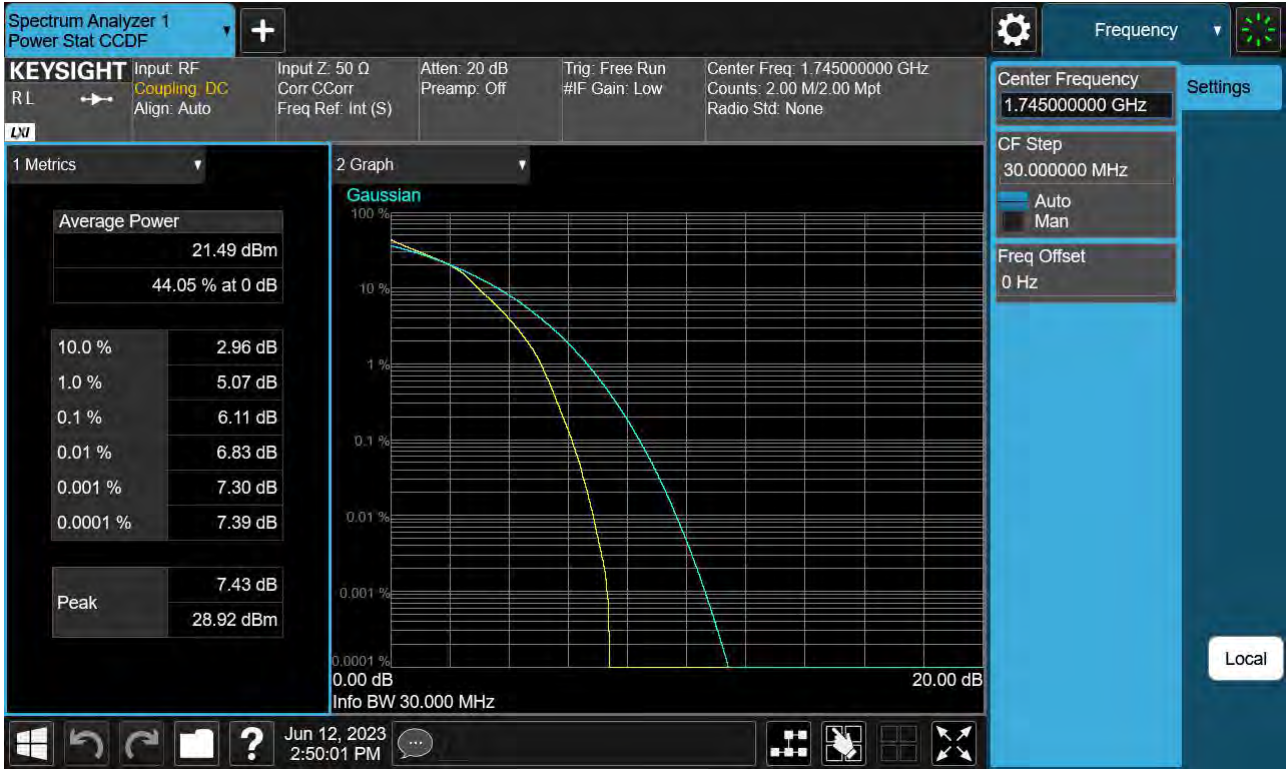 Spectrum Analyzer 1
Power Stat CCDF
+
Frequency
KEYSIGHT
R L
LXI
Input: RF
Coupling: DC
Align: Auto
Input Z: 50 Ω
Corr CCorr
Freq Ref: Int (S)
Atten: 20 dB
Preamp: Off
Trig: Free Run
#IF Gain: Low
Center Freq: 1.745000000 GHz
Counts: 2.00 M/2.00 Mpt
Radio Std: None
Center Frequency
1.745000000 GHz
Settings
CF Step
30.000000 MHz
Auto
Man
Freq Offset
0 Hz
Local
1 Metrics
Average Power
21.49 dBm
44.05 % at 0 dB
10.0 % 2.96 dB
1.0 % 5.07 dB
0.1 % 6.11 dB
0.01 % 6.83 dB
0.001 % 7.30 dB
0.0001 % 7.39 dB
Peak
7.43 dB
28.92 dBm
2 Graph
Gaussian
100 %
10 %
1 %
0.1 %
0.01 %
0.001 %
0.0001 %
0.00 dB 20.00 dB
Info BW 30.000 MHz
?
Jun 12, 2023
2:50:01 PM